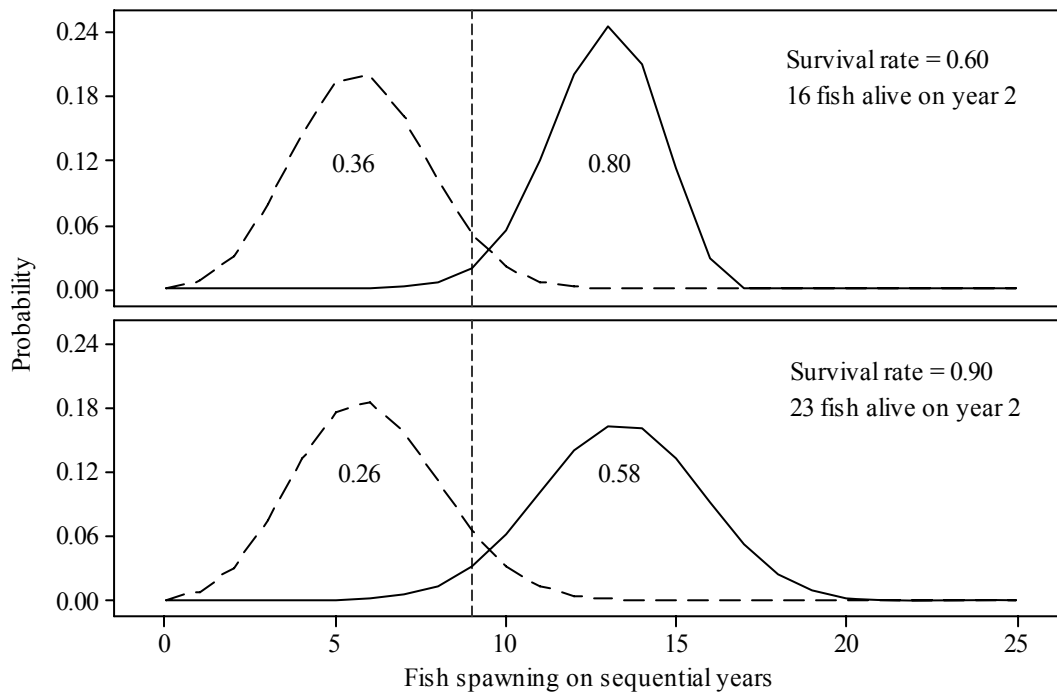 0.24
0.18
0.12
0.06
0.00
Survival rate = 0.60
16 fish alive on year 2
0.36
0.80
Probability
0.24
0.18
0.12
0.06
0.00
Survival rate = 0.90
23 fish alive on year 2
0.26
0.58
0 5 10 15 20 25
Fish spawning on sequential years